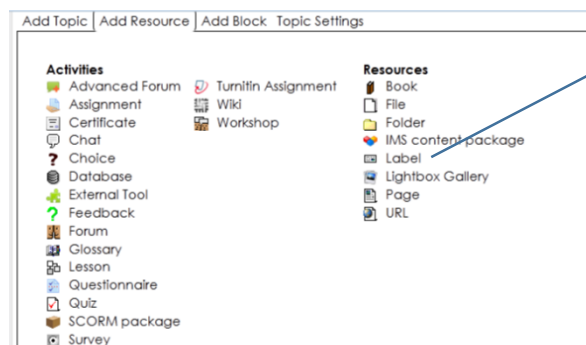 Add Topic Add Resource Add Block Topic Settings
Activities
Advanced Forum
Assignment
Certificate
Chat
Choice
Database
External Tool
Feedback
Forum
Glossary
Lesson
Questionnaire
Quiz
SCORM package
Survey
Turnitin Assignment
Wiki
Workshop
Resources
Book
File
Folder
IMS content package
Label
Lightbox Gallery
Page
URL